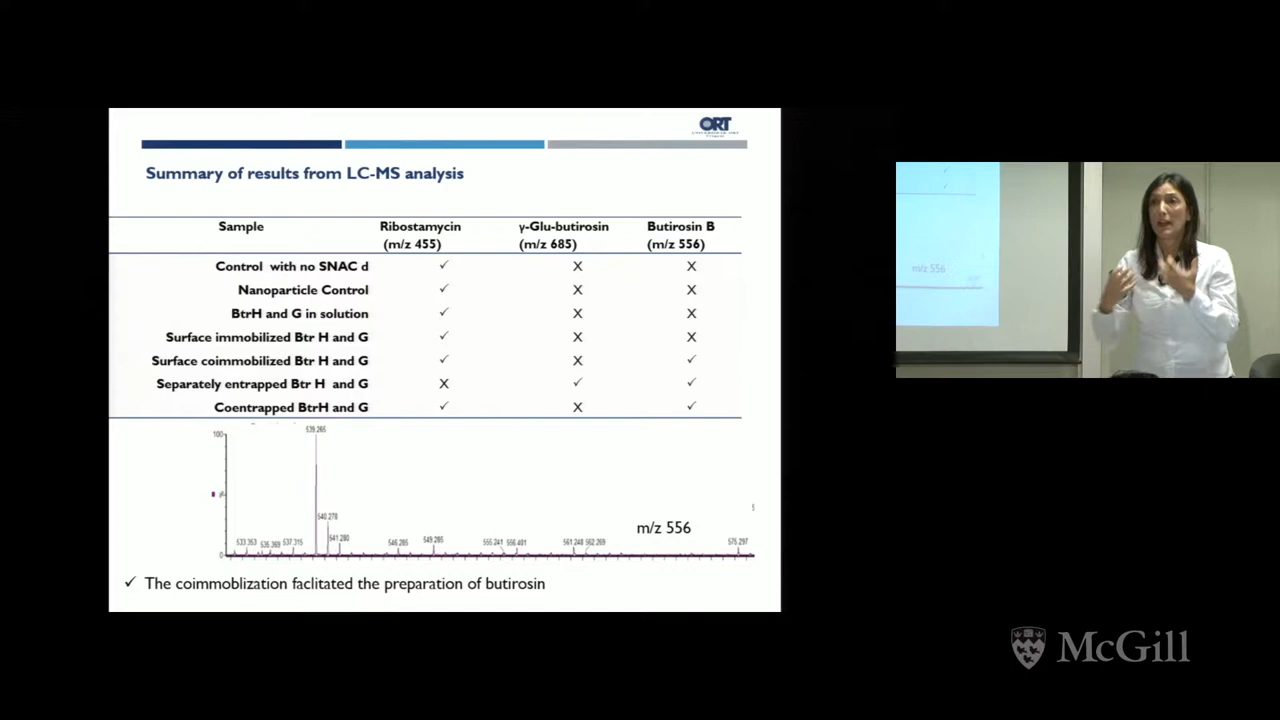 ORT
Summary of results from LC-MS analysis
Sample Ribostamycin γ-Glu-butirosin Butirosin B
(m/z 455) (m/z 685) (m/z 556)
Control with no SNAC d ✓ X X
Nanoparticle Control ✓ X X
BtrH and G in solution ✓ X X
Surface immobilized Btr H and G ✓ X X
Surface coimmobilized Btr H and G ✓ X ✓
Separately entrapped Btr H and G X ✓ ✓
Coentrapped BtrH and G ✓ X ✓
100
539.265
%
540.278
m/z 556
533.353 535.369 537.315 541.280 546.285 549.285 555.241 556.401 561.248 562.269 575.297
0
✓ The coimmoblization faclitated the preparation of butirosin
m/z 556
McGill